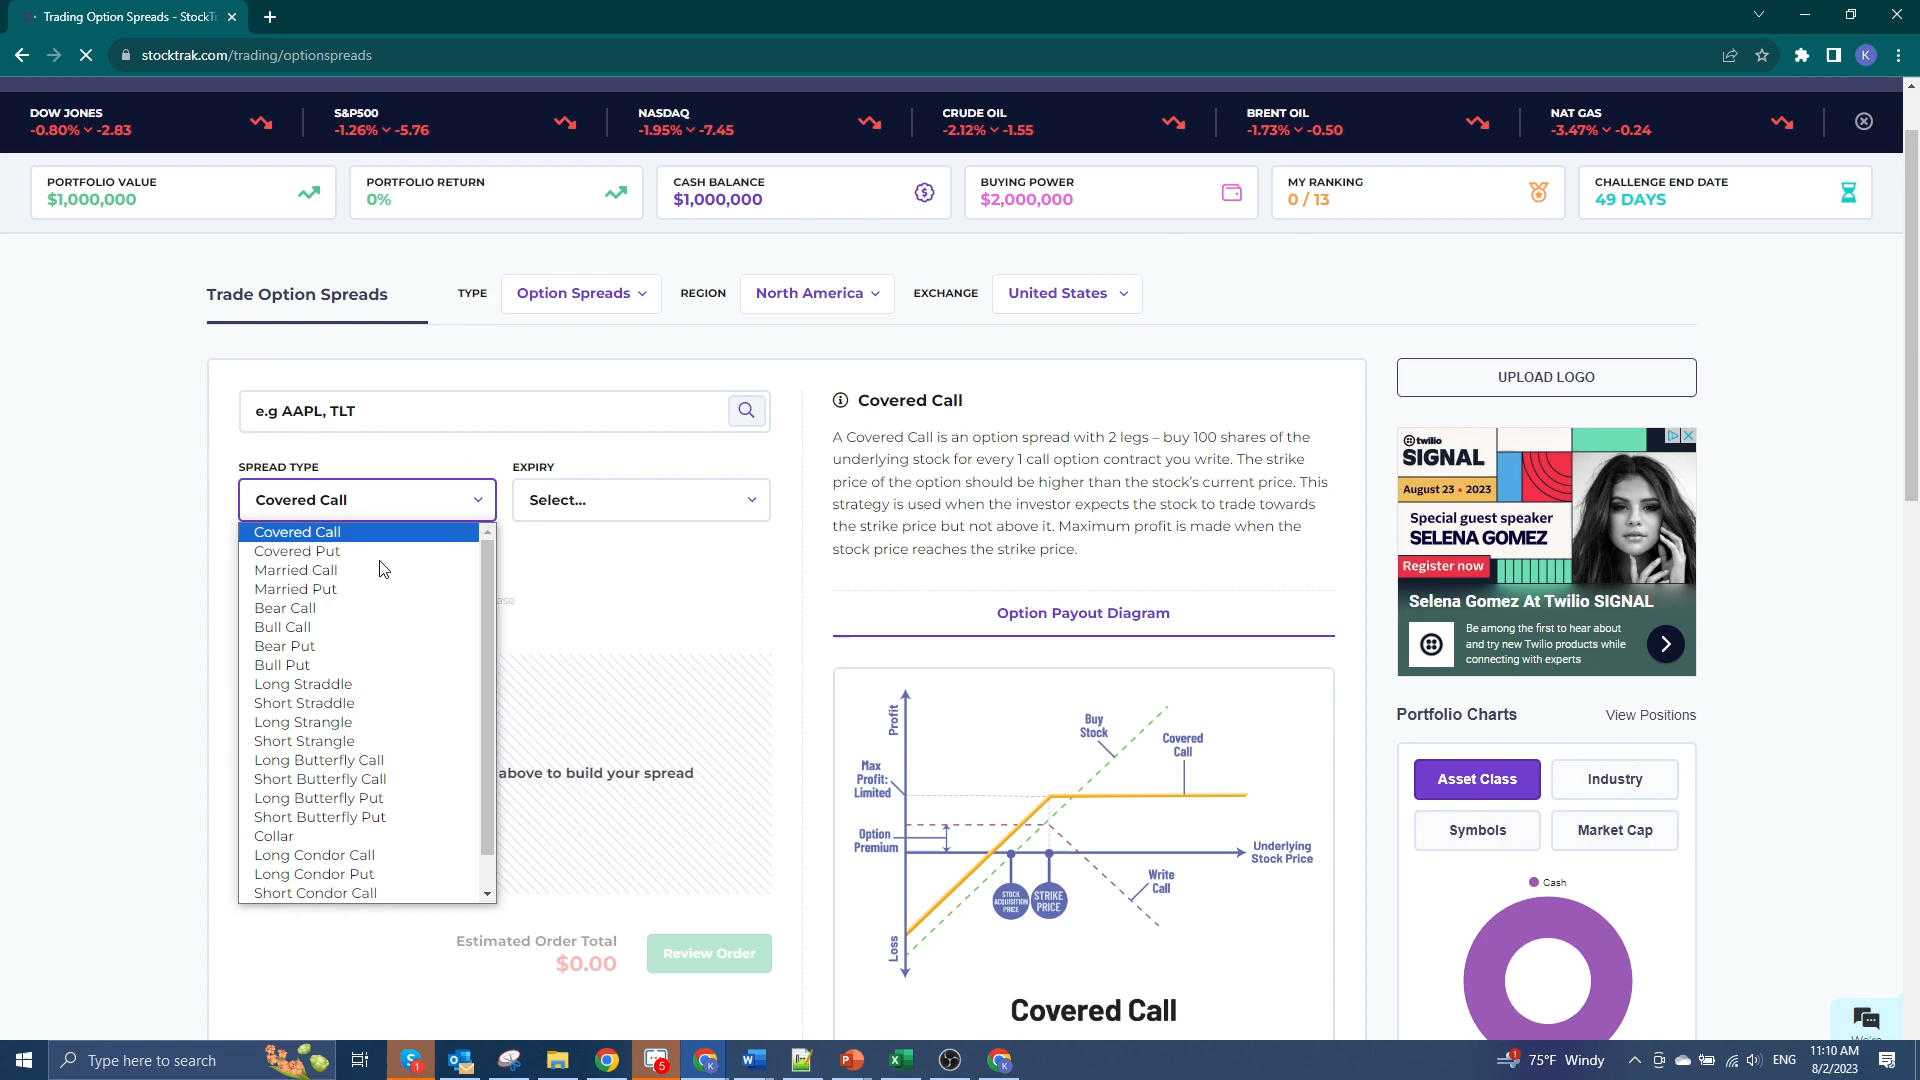 Trading Option Spreads - StockTr
stocktrak.com/trading/optionspreads
K
DOW JONES
-0.80% -2.83
S&P500
-1.26% -5.76
NASDAQ
-1.95% -7.45
CRUDE OIL
-2.12% -1.55
BRENT OIL
-1.73% -0.50
NAT GAS
-3.47% -0.24
PORTFOLIO VALUE
$1,000,000
PORTFOLIO RETURN
0%
CASH BALANCE
$1,000,000
BUYING POWER
$2,000,000
MY RANKING
0 / 13
CHALLENGE END DATE
49 DAYS
Trade Option Spreads
TYPE
Option Spreads
REGION
North America
EXCHANGE
United States
e.g AAPL, TLT
SPREAD TYPE
Covered Call
EXPIRY
Select...
Covered Call
Covered Put
Married Call
Married Put
Bear Call
Bull Call
Bear Put
Bull Put
Long Straddle
Short Straddle
Long Strangle
Short Strangle
Long Butterfly Call
Short Butterfly Call
Long Butterfly Put
Short Butterfly Put
Collar
Long Condor Call
Long Condor Put
Short Condor Call
ase
above to build your spread
Estimated Order Total
$0.00
Review Order
Covered Call
A Covered Call is an option spread with 2 legs – buy 100 shares of the
underlying stock for every 1 call option contract you write. The strike
price of the option should be higher than the stock's current price. This
strategy is used when the investor expects the stock to trade towards
the strike price but not above it. Maximum profit is made when the
stock price reaches the strike price.
Option Payout Diagram
Profit
Max
Profit:
Limited
Option
Premium
Loss
Buy
Stock
Covered
Call
Underlying
Stock Price
Write
Call
STOCK
ACQUISITION
PRICE
STRIKE
PRICE
Covered Call
UPLOAD LOGO
twilio
SIGNAL
August 23 • 2023
Special guest speaker
SELENA GOMEZ
Register now
Selena Gomez At Twilio SIGNAL
Be among the first to hear about
and try new Twilio products while
connecting with experts
Portfolio Charts
View Positions
Asset Class
Industry
Symbols
Market Cap
Cash
Type here to search
1
5
K
K
1
75°F Windy
ENG
11:10 AM
8/2/2023